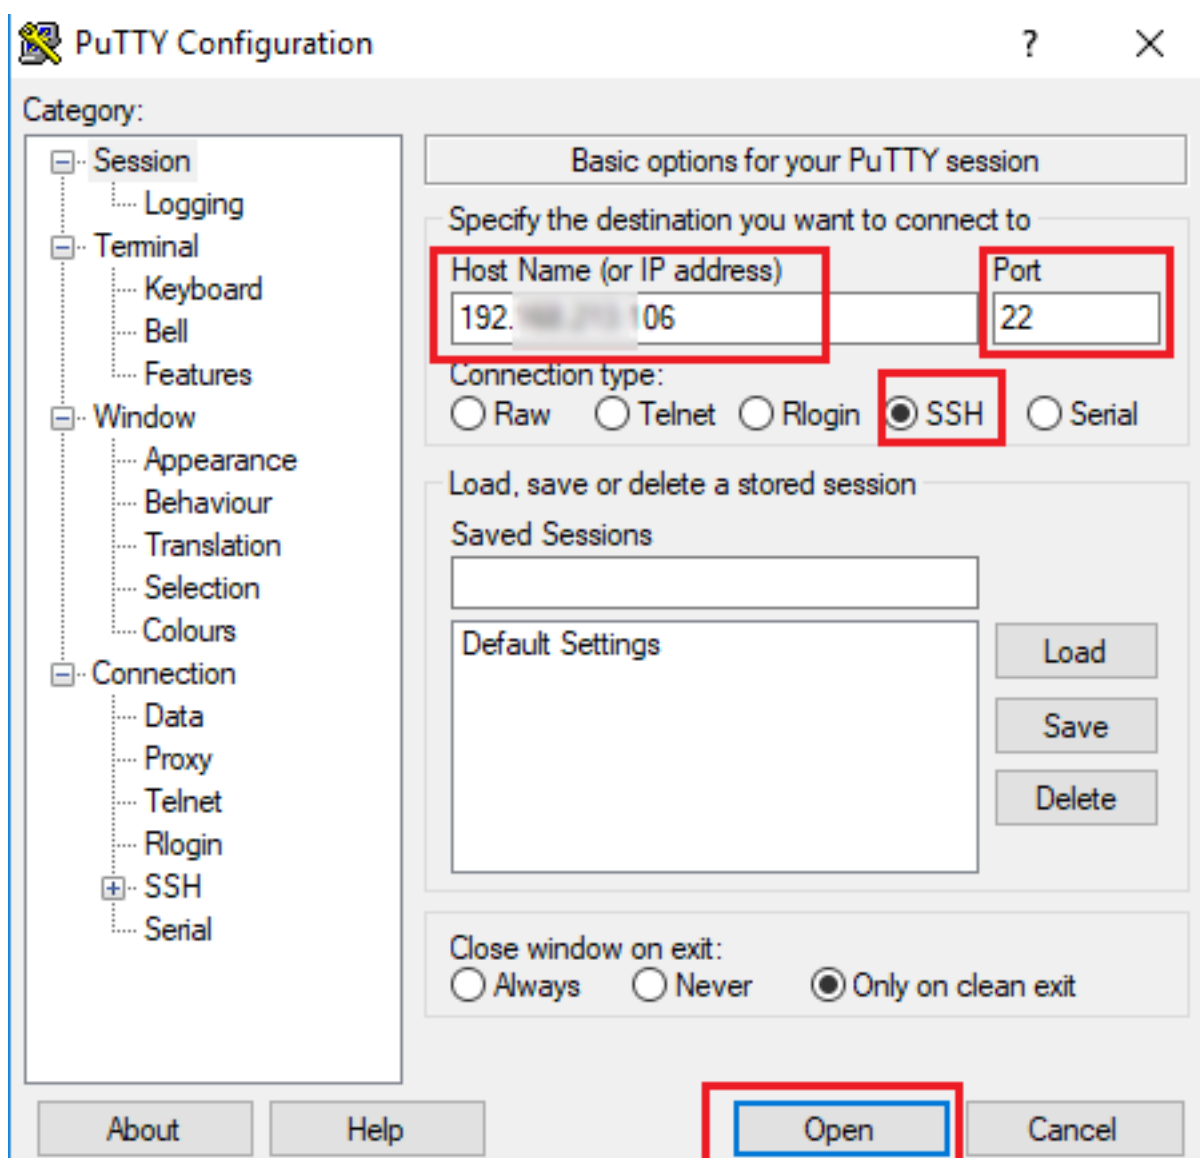 PuTTY Configuration
?
Category:
Session
Logging
Terminal
Keyboard
Bell
Features
Window
Appearance
Behaviour
Translation
Selection
Colours
Connection
Data
Proxy
Telnet
Rlogin
SSH
Serial
Basic options for your PuTTY session
Specify the destination you want to connect to
Host Name (or IP address)
Port
192. 06
22
Connection type:
Raw Telnet Rlogin SSH Serial
Load, save or delete a stored session
Saved Sessions
Default Settings
Load
Save
Delete
Close window on exit:
Always Never Only on clean exit
About Help Open Cancel